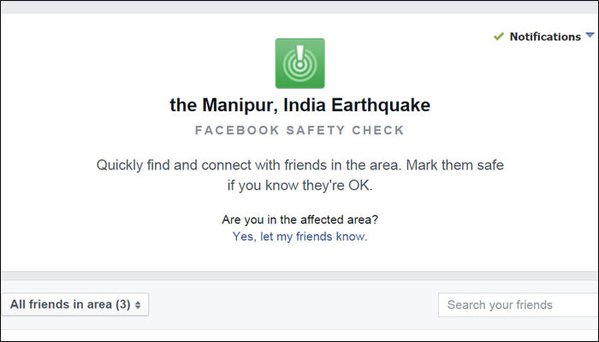 Notifications
the Manipur, India Earthquake
FACEBOOK SAFETY CHECK
Quickly find and connect with friends in the area. Mark them safe
if you know they're OK.
Are you in the affected area?
Yes, let my friends know.
All friends in area (3)
Search your friends